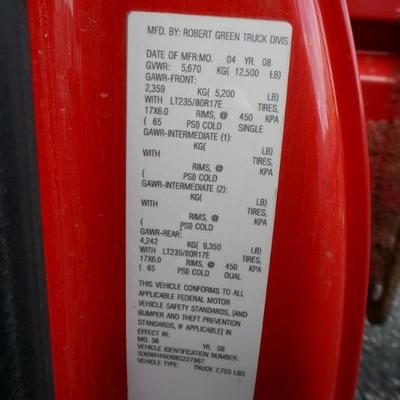 MFD. BY: ROBERT GREEN TRUCK DIVIS
DATE OF MFR:MO. 04 YR. 08
GVWR: 5,670 KG( 12,500 LB)
GAWR-FRONT:
2,359 KG( 5,200 LB)
WITH LT235/80R17E TIRES,
17X6.0 RIMS, @ 450 KPA
( 65 PSI) COLD SINGLE
GAWR-INTERMEDIATE (1):
KG( LB)
WITH TIRES,
RIMS, @ KPA
( PSI) COLD
GAWR-INTERMEDIATE (2):
KG( LB)
WITH TIRES,
RIMS, @ KPA
( PSI) COLD
GAWR-REAR:
4,242 KG( 9,350 LB)
WITH LT235/80R17E TIRES,
17X6.0 RIMS, @ 450 KPA
( 65 PSI) COLD DUAL
THIS VEHICLE CONFORMS TO ALL
APPLICABLE FEDERAL MOTOR
VEHICLE SAFETY STANDARDS, [AND
BUMPER AND THEFT PREVENTION
STANDARDS, IF APPLICABLE]
EFFECT IN:
MO. 06 YR. 08
VEHICLE IDENTIFICATION NUMBER:
VEHICLE TYPE: TRUCK 7,703 LBS